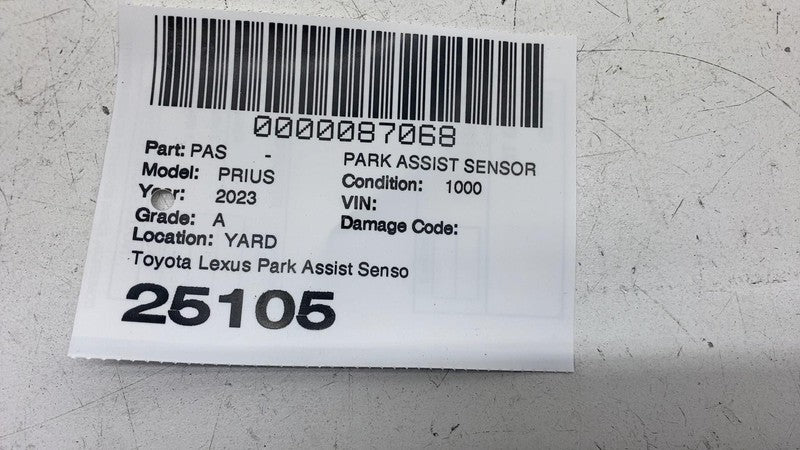 0000087068
Part: PAS - PARK ASSIST SENSOR
Model: PRIUS Condition: 1000
Year: 2023 VIN:
Grade: A Damage Code:
Location: YARD
Toyota Lexus Park Assist Senso
25105